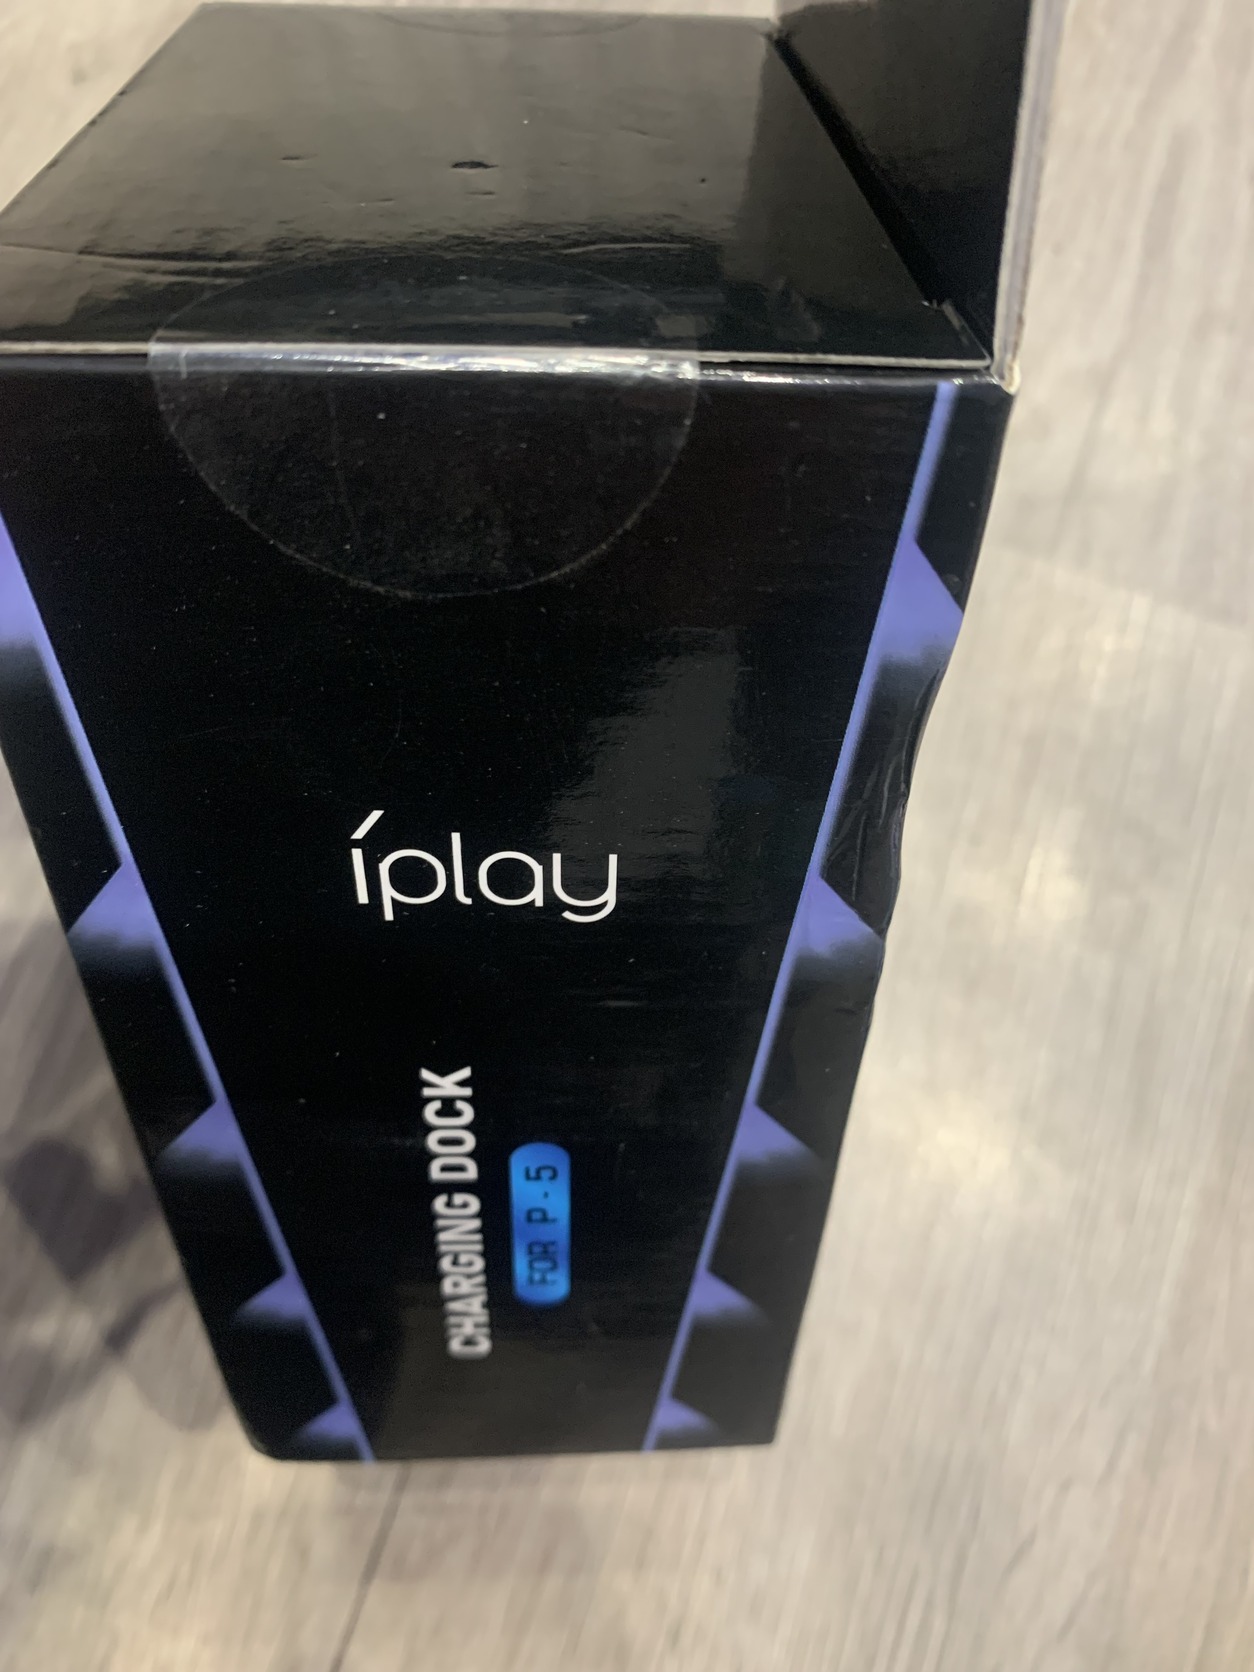 íplay
CHARGING DOCK
FOR P-5